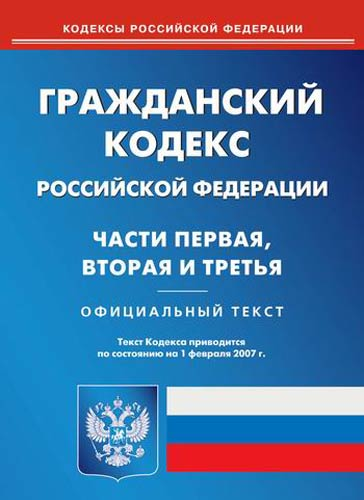 КОДЕКСЫ РОССИЙСКОЙ ФЕДЕРАЦИИ
ГРАЖДАНСКИЙ
КОДЕКС
РОССИЙСКОЙ ФЕДЕРАЦИИ
ЧАСТИ ПЕРВАЯ,
ВТОРАЯ И ТРЕТЬЯ
ОФИЦИАЛЬНЫЙ ТЕКСТ
Текст Кодекса приводится
по состоянию на 1 февраля 2007 г.